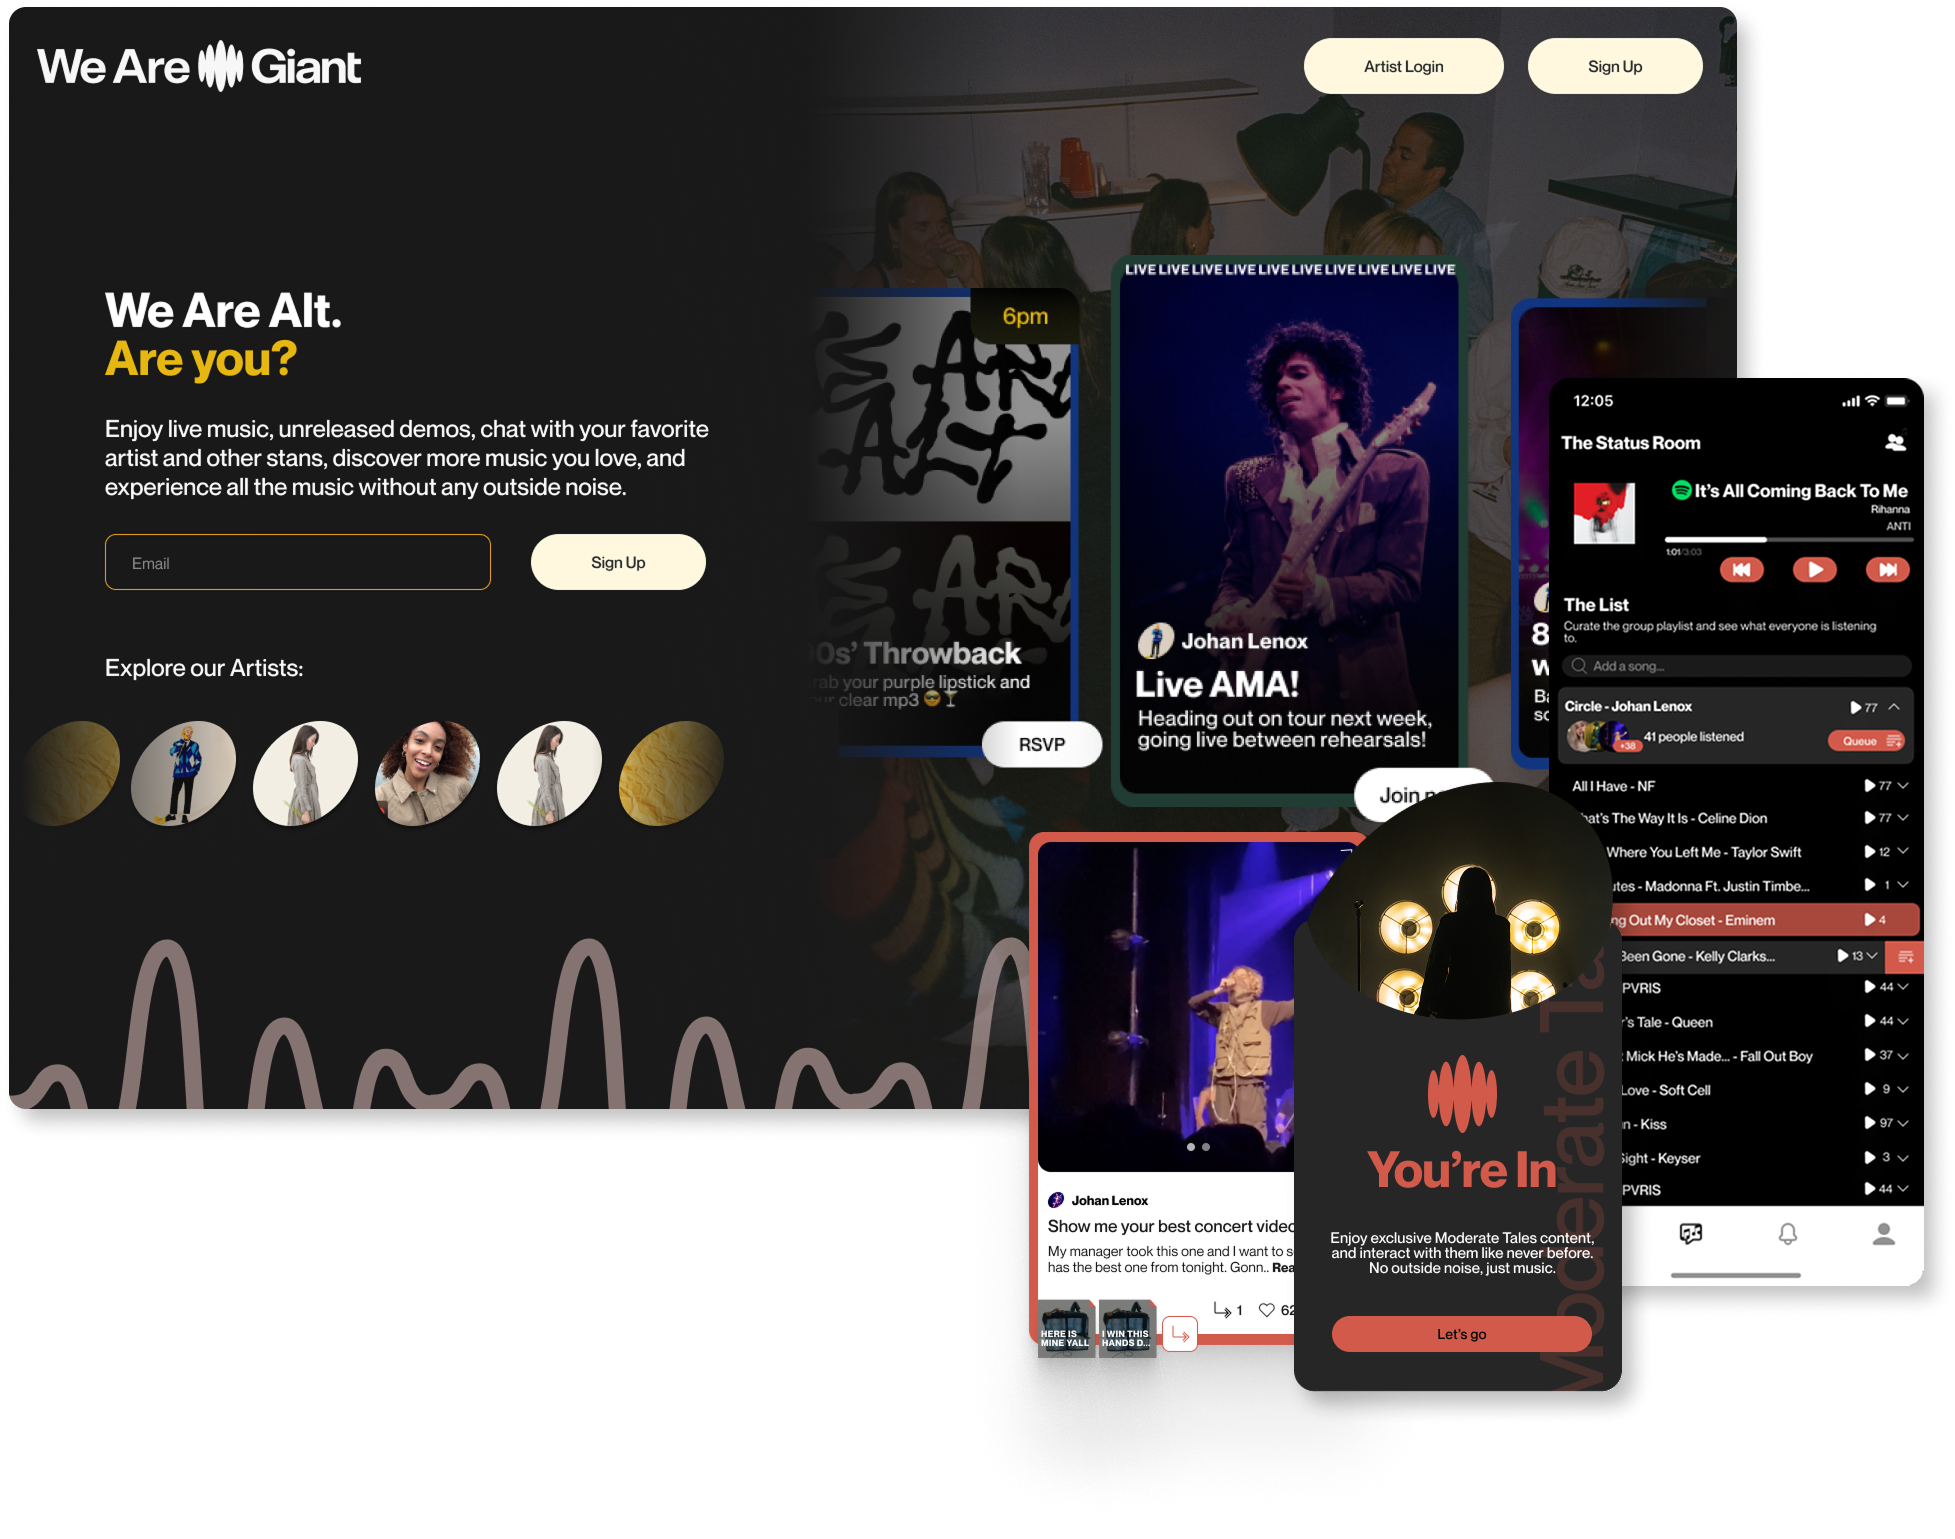 We Are Giant
Artist Login
Sign Up
We Are Alt.
Are you?
Enjoy live music, unreleased demos, chat with your favorite
artist and other stans, discover more music you love, and
experience all the music without any outside noise.
Email
Sign Up
Explore our Artists:
6pm
0s' Throwback
your purple lipstick and
clear mp3 😎🍸
RSVP
LIVE LIVE LIVE LIVE LIVE LIVE LIVE LIVE LIVE LIVE
Johan Lenox
Live AMA!
Heading out on tour next week,
going live between rehearsals!
Join
8
12:05
The Status Room
It's All Coming Back To Me
Rihanna
ANTI
1:01/3:03
The List
Curate the group playlist and see what everyone is listening
to.
Add a song...
Circle - Johan Lenox
77
+38
41 people listened
Queue
All I Have - NF
77
hat's The Way It Is - Celine Dion
77
Where You Left Me - Taylor Swift
12
utes - Madonna Ft. Justin Timbe...
1
ng Out My Closet - Eminem
4
Been Gone - Kelly Clarks...
13
PVRIS
44
r's Tale - Queen
44
Mick He's Made... - Fall Out Boy
37
Love - Soft Cell
9
n - Kiss
97
Sight - Keyser
3
PVRIS
44
Johan Lenox
Show me your best concert video
My manager took this one and I want to s
has the best one from tonight. Gonn.. Rea
1
62
HERE IS
MINE YALL
I WIN THIS
HANDS D...
Moderate Ta
You're In
Enjoy exclusive Moderate Tales content,
and interact with them like never before.
No outside noise, just music.
Let's go